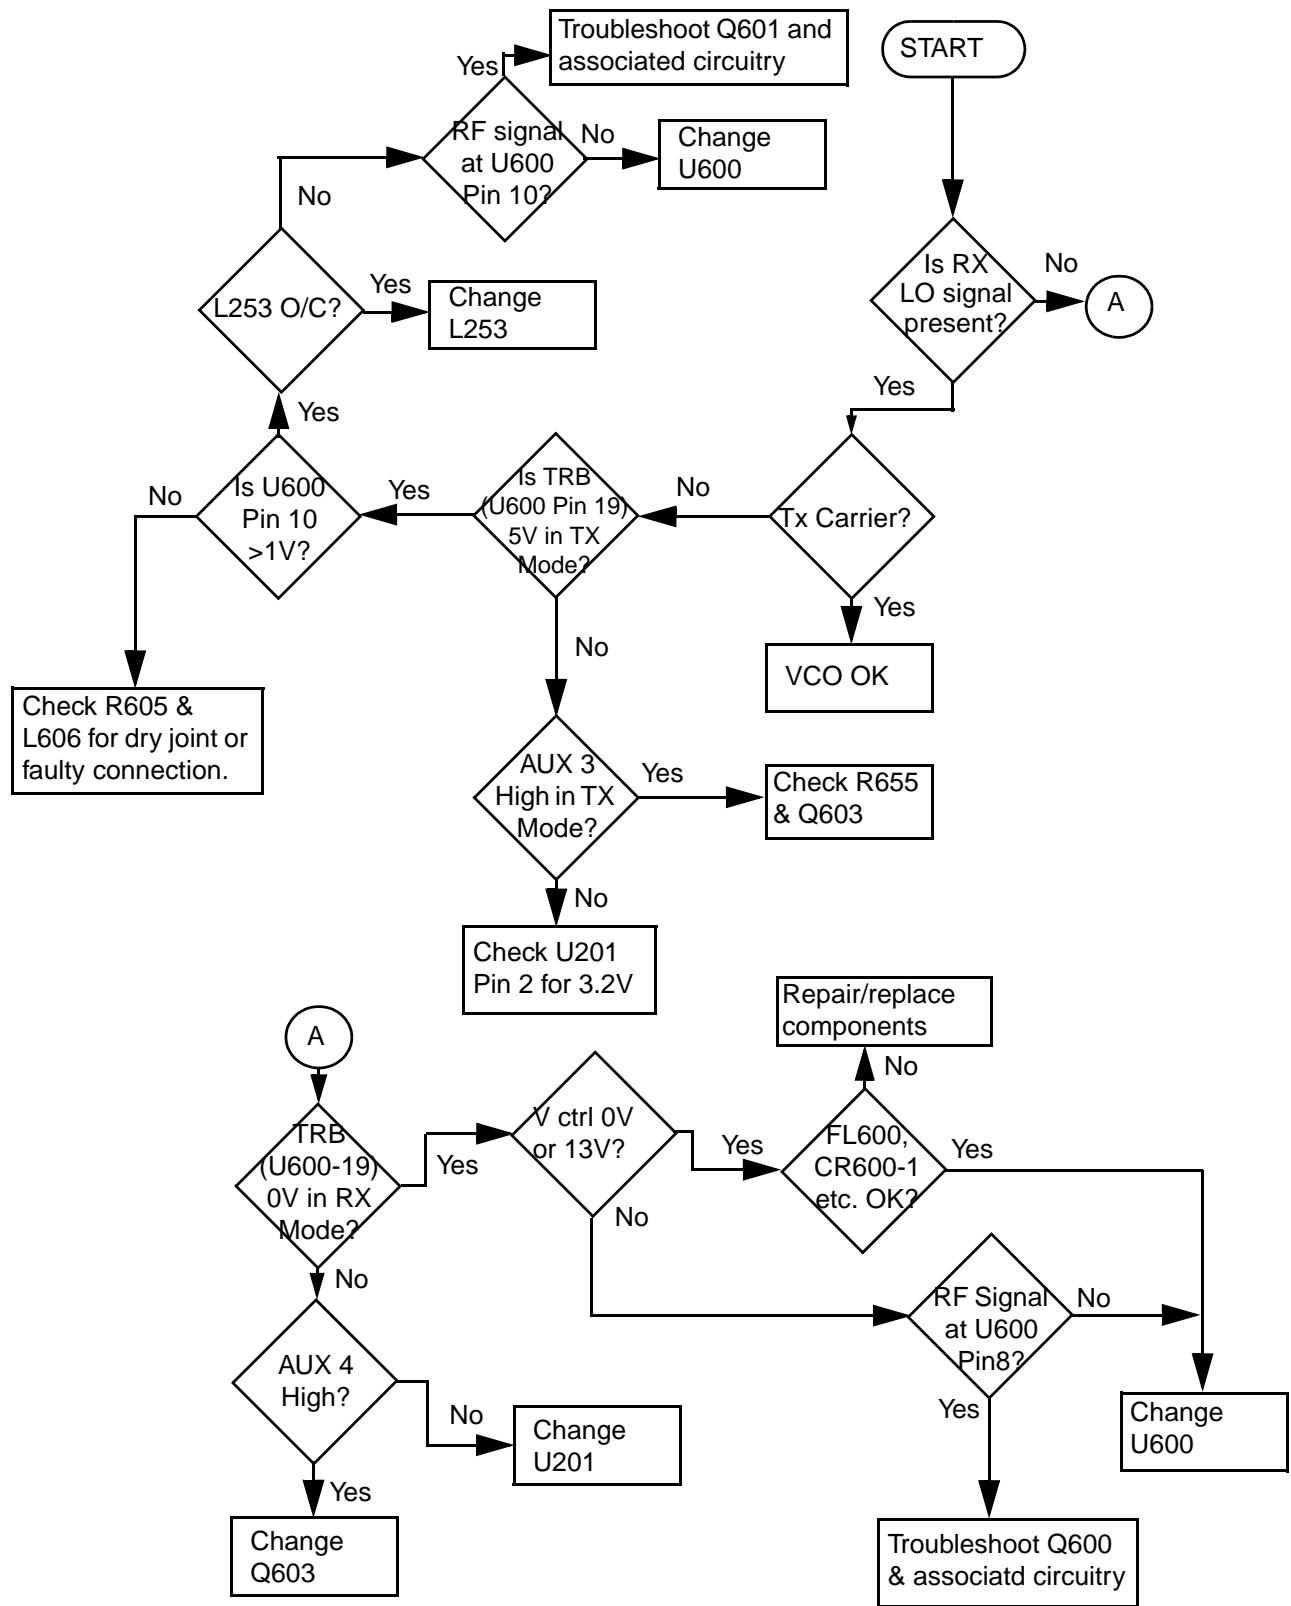 Troubleshoot Q601 and
associated circuitry
START
Yes
RF signal
at U600
Pin 10?
No
Change
U600
No
L253 O/C?
Yes
Change
L253
Is RX
LO signal
present?
No
A
Yes
Yes
Tx Carrier?
No
Is TRB
(U600 Pin 19)
5V in TX
Mode?
Yes
Is U600
Pin 10
>1V?
No
Yes
VCO OK
No
Check R605 &
L606 for dry joint or
faulty connection.
AUX 3
High in TX
Mode?
Yes
Check R655
& Q603
No
Check U201
Pin 2 for 3.2V
A
Repair/replace
components
No
TRB
(U600-19)
0V in RX
Mode?
Yes
V ctrl 0V
or 13V?
Yes
FL600,
CR600-1
etc. OK?
Yes
No
No
RF Signal
at U600
Pin8?
No
AUX 4
High?
No
Change
U201
Yes
Change
U600
Yes
Change
Q603
Troubleshoot Q600
& associatd circuitry